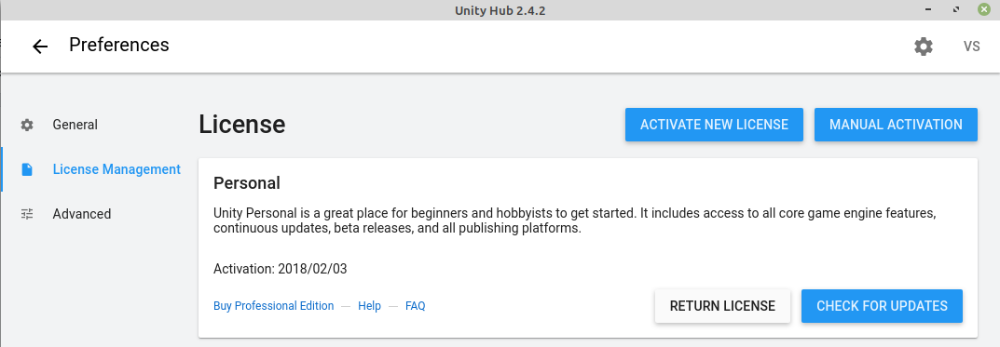 Unity Hub 2.4.2
Preferences
VS
General
License Management
Advanced
License
ACTIVATE NEW LICENSE
MANUAL ACTIVATION
Personal
Unity Personal is a great place for beginners and hobbyists to get started. It includes access to all core game engine features,
continuous updates, beta releases, and all publishing platforms.
Activation: 2018/02/03
Buy Professional Edition — Help — FAQ
RETURN LICENSE
CHECK FOR UPDATES